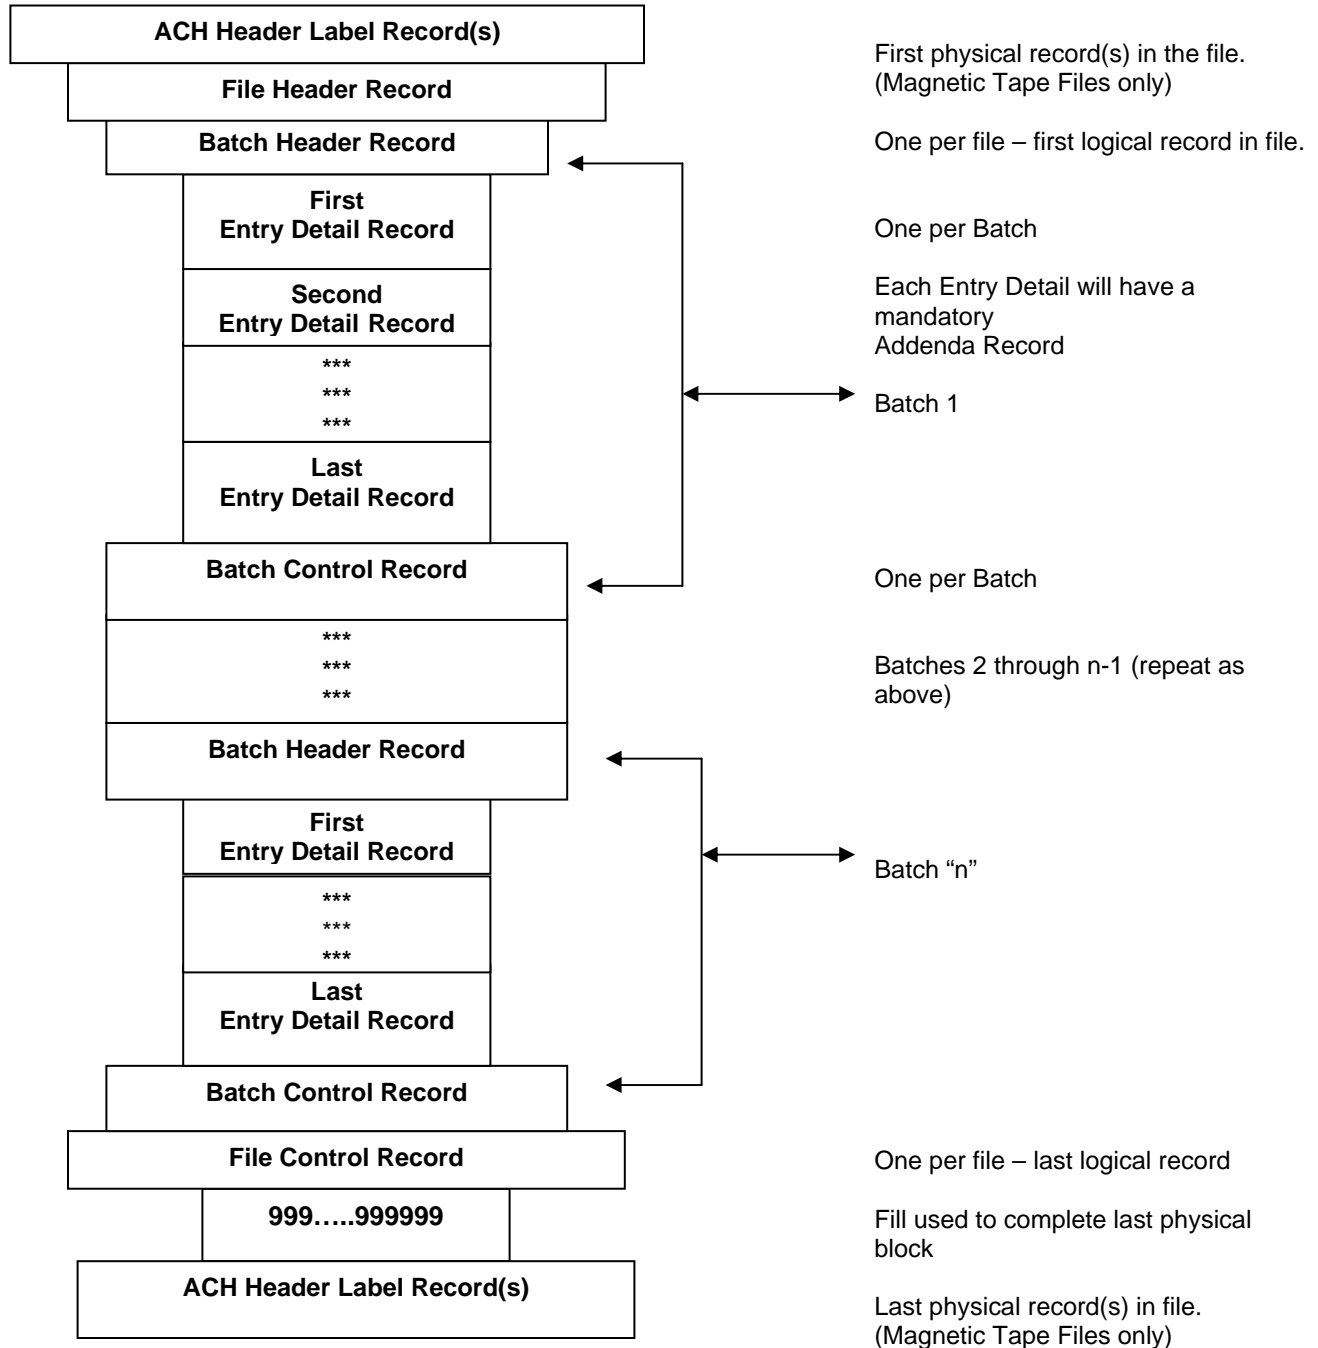 ACH Header Label Record(s)
First physical record(s) in the file.
(Magnetic Tape Files only)
File Header Record
Batch Header Record
One per file – first logical record in file.
First
Entry Detail Record
One per Batch
Second
Entry Detail Record
Each Entry Detail will have a
mandatory
Addenda Record
***
***
***
Batch 1
Last
Entry Detail Record
Batch Control Record
One per Batch
***
***
***
Batches 2 through n-1 (repeat as
above)
Batch Header Record
First
Entry Detail Record
Batch “n”
***
***
***
Last
Entry Detail Record
Batch Control Record
File Control Record
One per file – last logical record
999…..999999
Fill used to complete last physical
block
ACH Header Label Record(s)
Last physical record(s) in file.
(Magnetic Tape Files only)